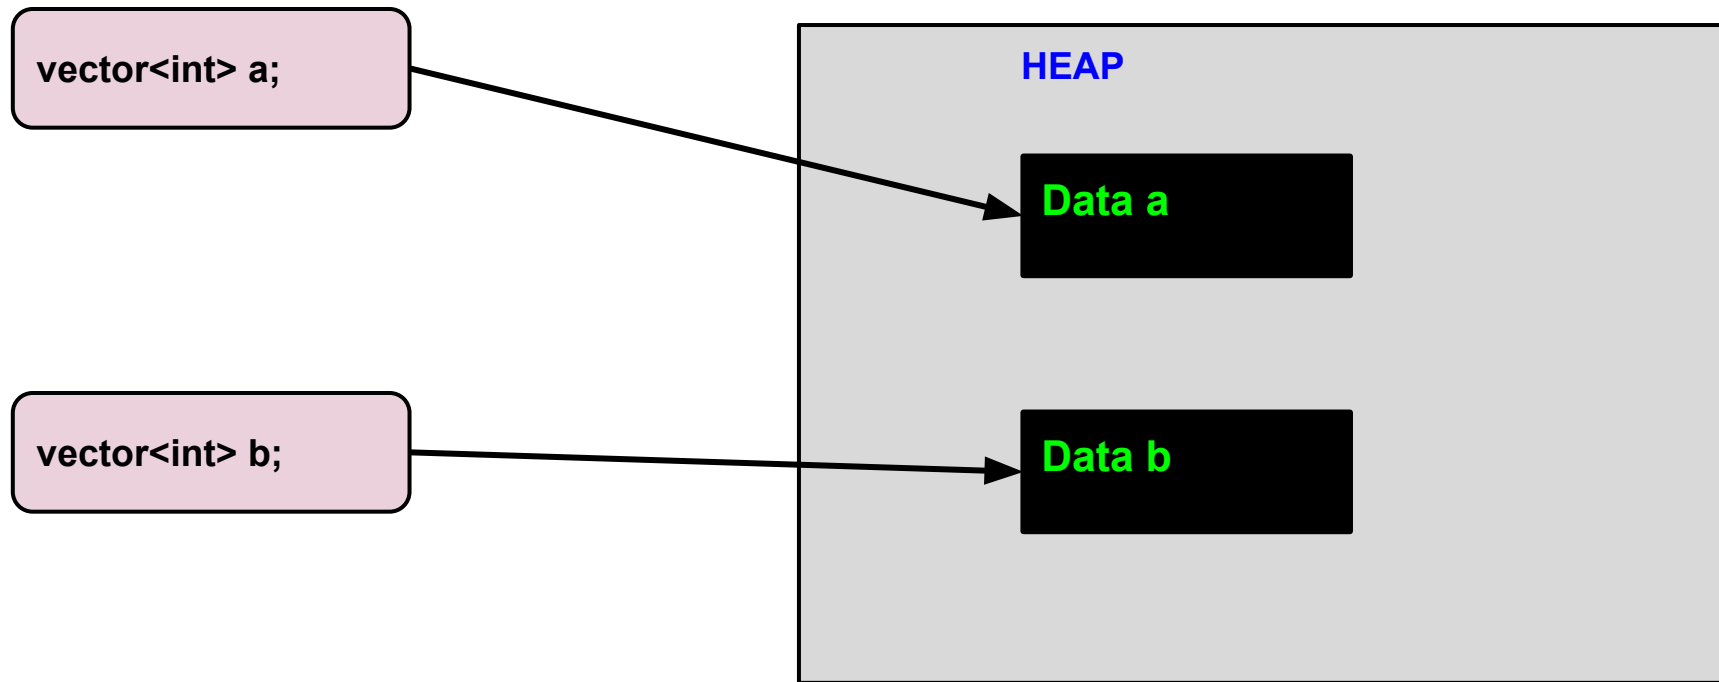 vector<int> a;
HEAP
Data a
vector<int> b;
Data b